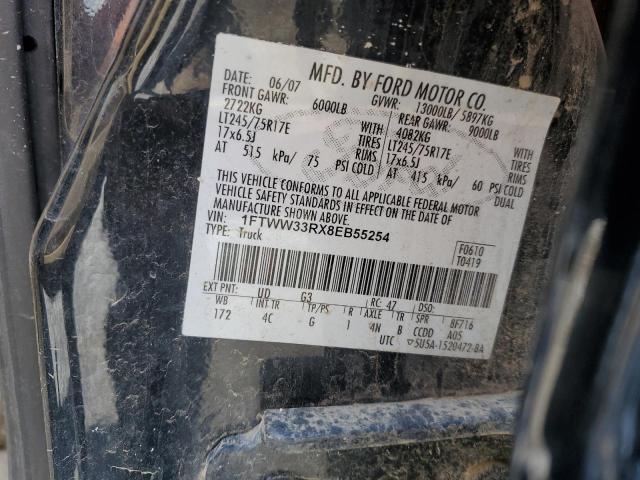 MFD. BY FORD MOTOR CO.
DATE: 06/07 GVWR: 13000LB/ 5897KG
FRONT GAWR: 6000LB REAR GAWR: 9000LB
2722KG WITH 4082KG WITH
LT245/75R17E TIRES LT245/75R17E TIRES
17x6.5J RIMS 17x6.5J RIMS
AT 515 kPa/ 75 PSI COLD AT 415 kPa/ 60 PSI COLD
DUAL
THIS VEHICLE CONFORMS TO ALL APPLICABLE FEDERAL MOTOR
VEHICLE SAFETY STANDARDS IN EFFECT ON THE DATE OF
MANUFACTURE SHOWN ABOVE.
VIN: 1FTWW33RX8EB55254
TYPE: Truck
F0610
T0419
EXT PNT: UD G3 RC: 47 DSO:
WB INT TR TP/PS R AXLE TR SPR 8F716
172 4C G 1 4N B CCDD A05
UTC ▽5U5A-1520472-BA